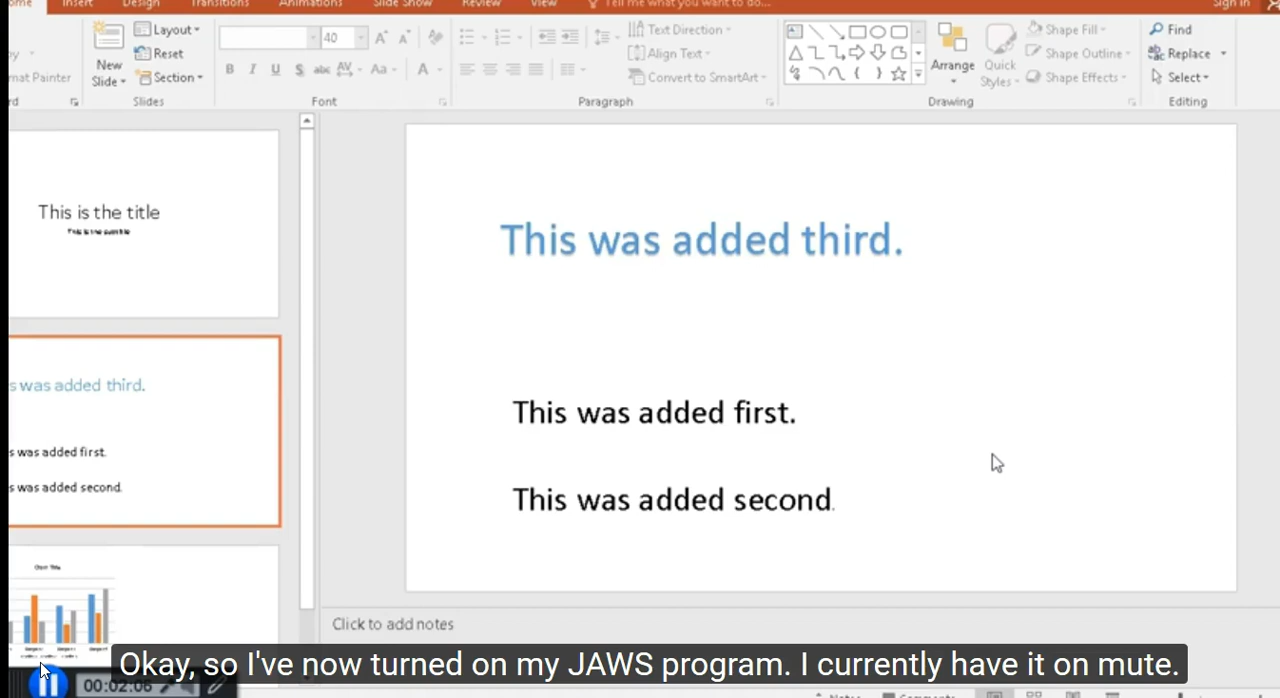 Insert Design Transitions Animations Slide Show Review View Tell me what you want to do... Sign in
Layout
Reset
New Slide
Section
Slides
40
B I U S abc AV Aa A
Font
Text Direction
Align Text
Convert to SmartArt
Paragraph
Arrange
Quick Styles
Shape Fill
Shape Outline
Shape Effects
Drawing
Find
Replace
Select
Editing
mat Painter
This is the title
s was added third.
s was added first.
s was added second.
This was added third.
This was added first.
This was added second.
Click to add notes
Okay, so I've now turned on my JAWS program. I currently have it on mute.
00:02:06